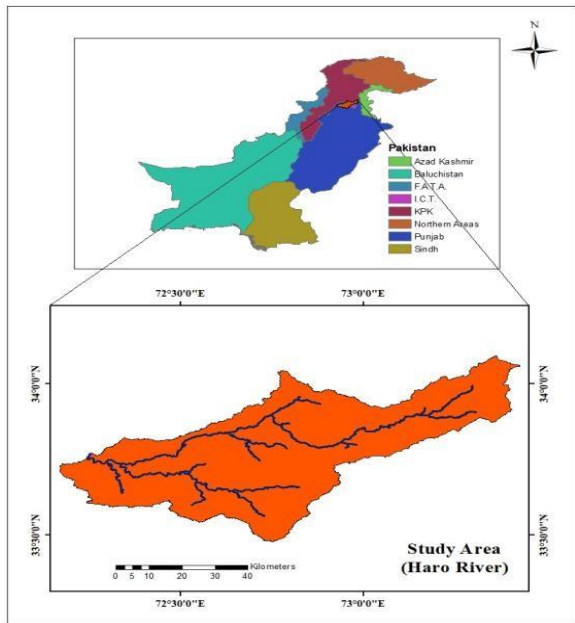 N
Pakistan
Azad Kashmir
Baluchistan
F.A.T.A.
I.C.T.
KPK
Northern Areas
Punjab
Sindh
72°30'0"E 73°0'0"E
34°0'0"N 34°0'0"N
33°30'0"N 33°30'0"N
Study Area
(Haro River)
Kilometers
0 5 10 20 30 40
72°30'0"E 73°0'0"E